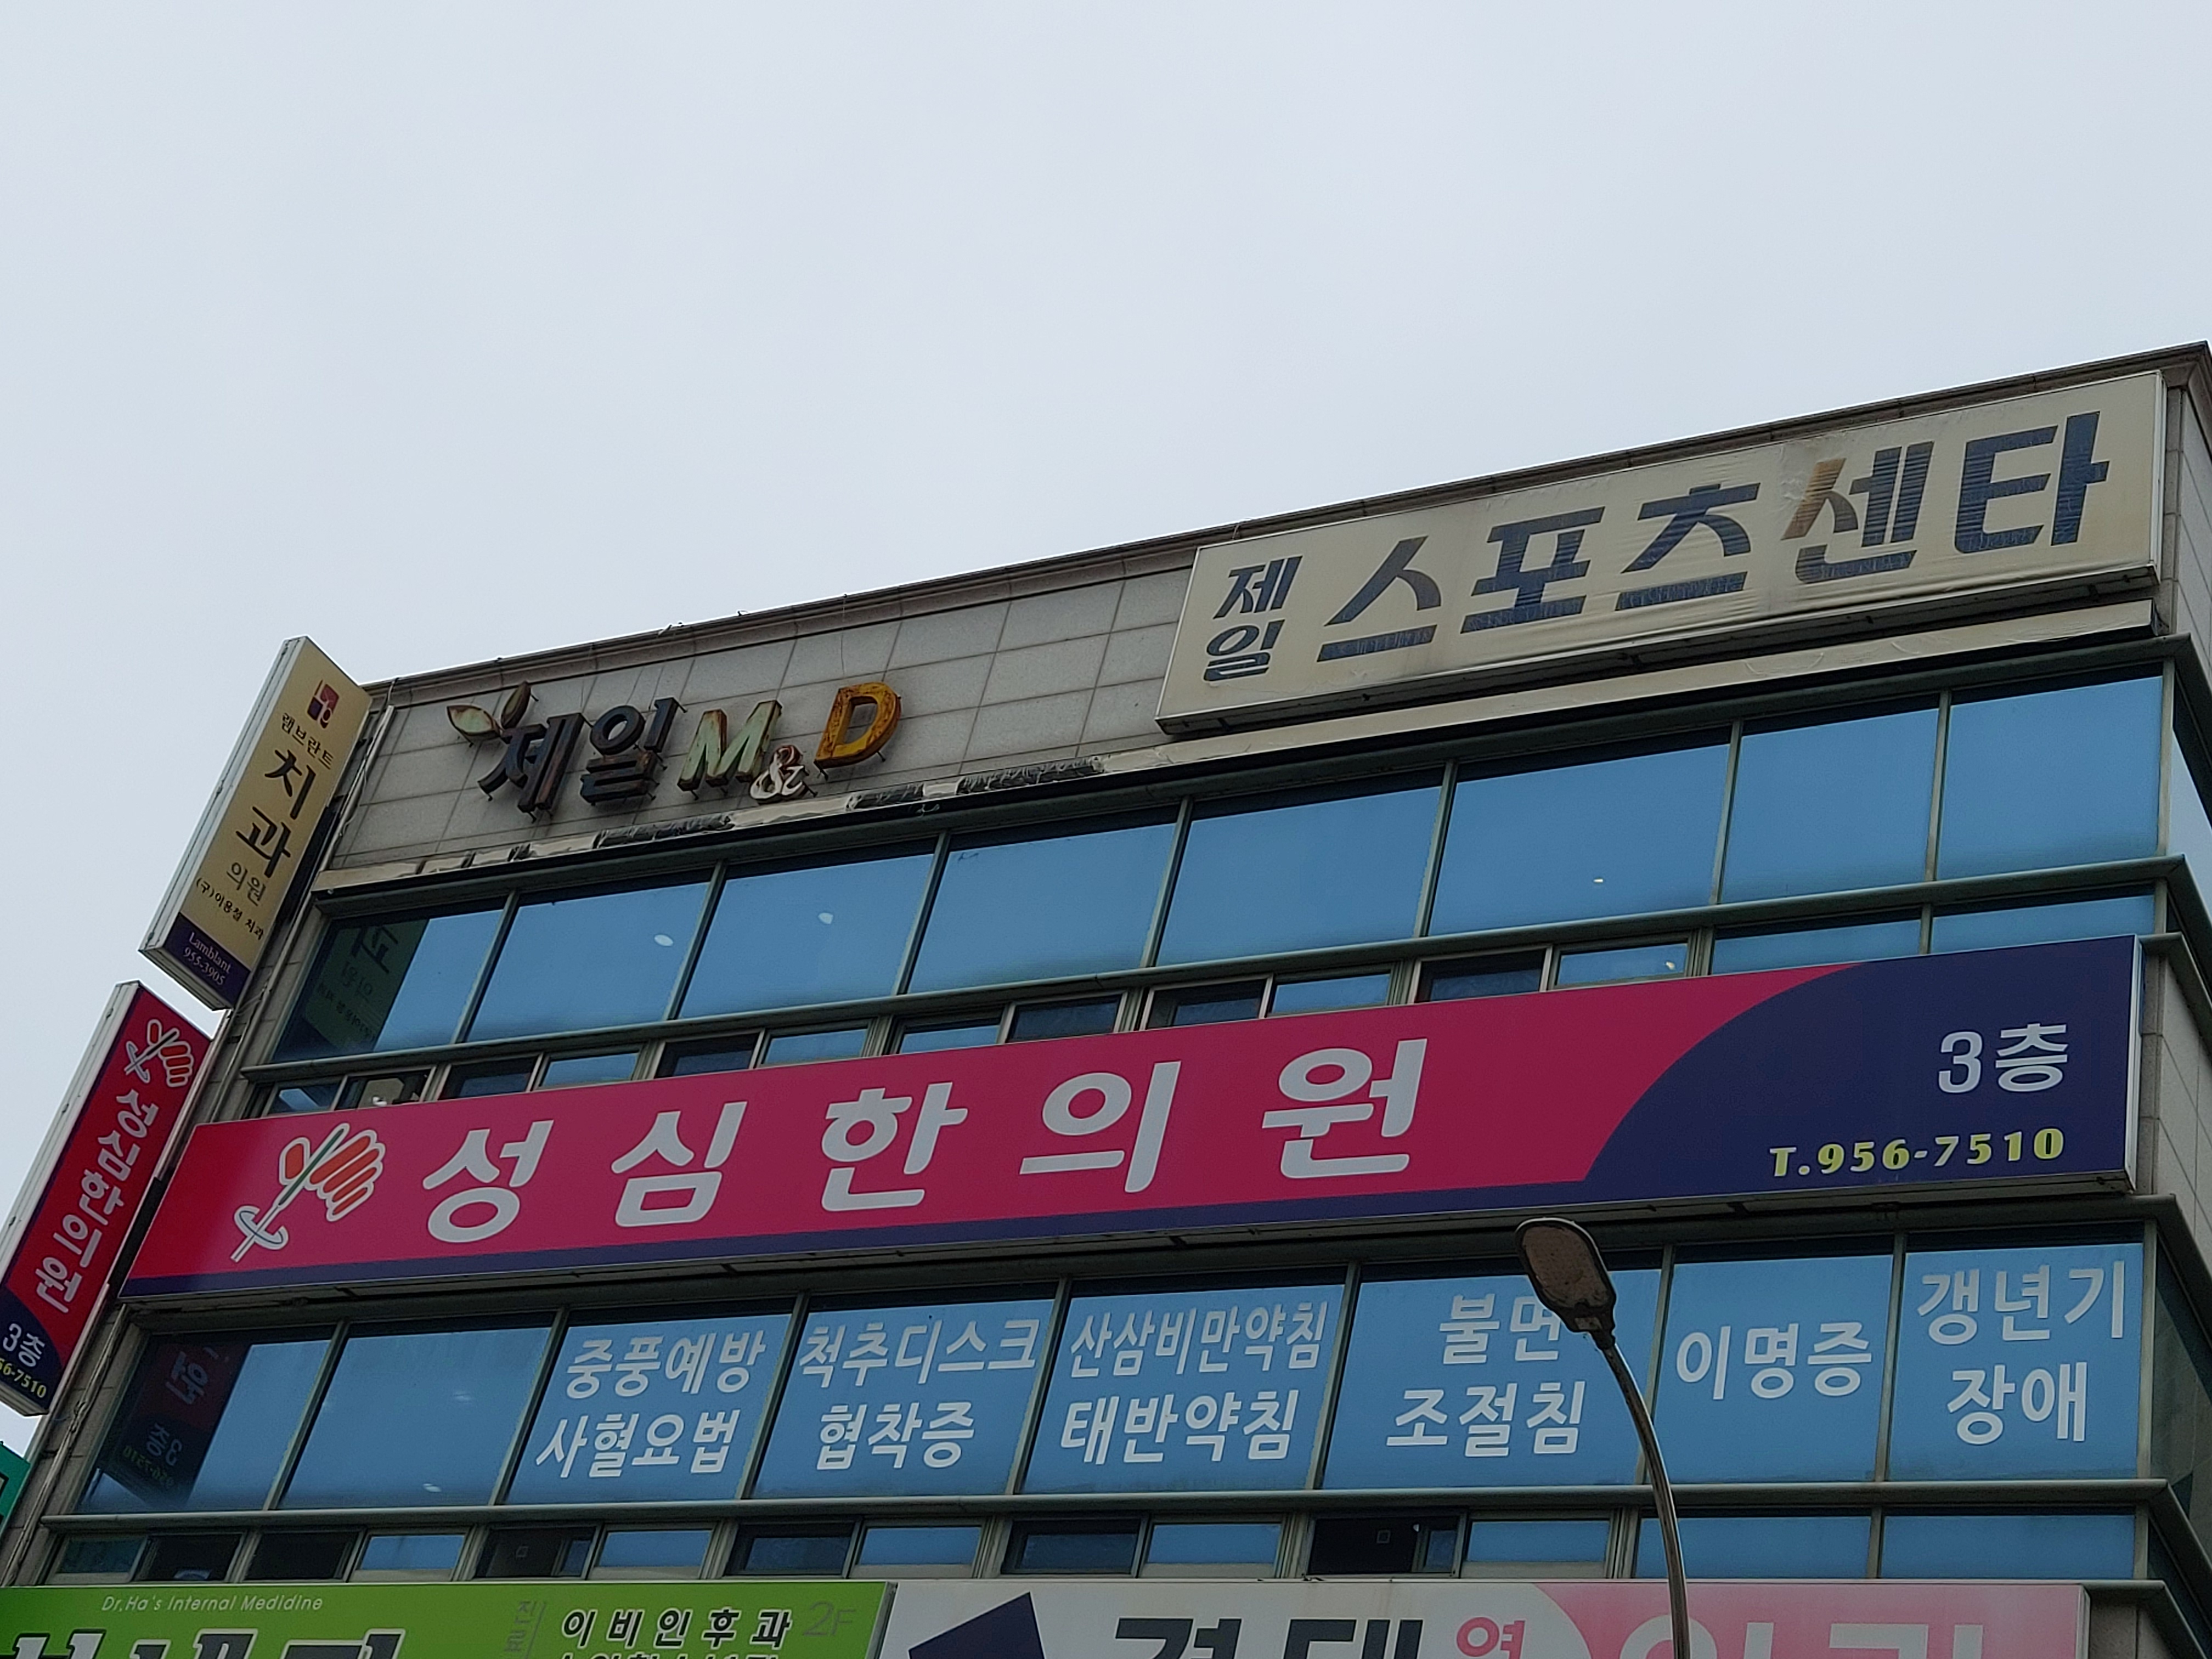 제일 스포츠센타
제일 M&D
램브란트
치과
의원
(구)이용철 치과
Lamblant
955-3905
성심한의원
3층
56-7510
성심한의원
3층
T.956-7510
중풍예방
사혈요법
척추디스크
협착증
산삼비만약침
태반약침
불면
조절침
이명증
갱년기
장애
Dr.Ha's Internal Medidine
이비인후과 2F